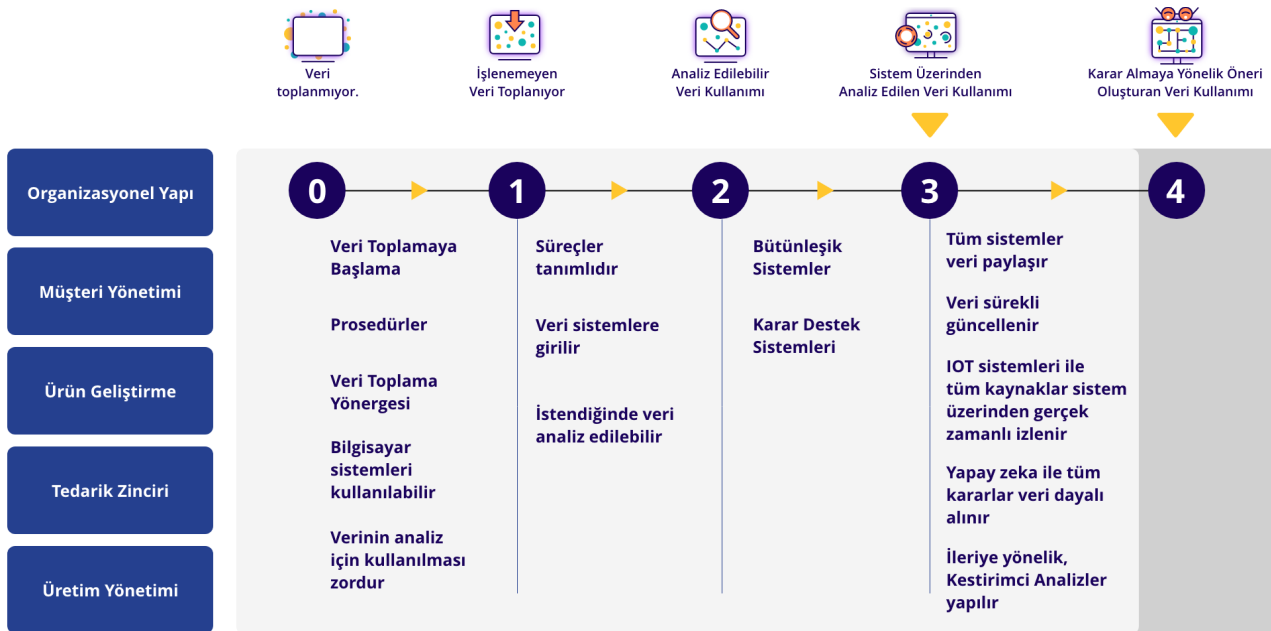 Veri
toplanmıyor.
İşlenemeyen
Veri Toplanıyor
Analiz Edilebilir
Veri Kullanımı
Sistem Üzerinden
Analiz Edilen Veri Kullanımı
Karar Almaya Yönelik Öneri
Oluşturan Veri Kullanımı
Organizasyonel Yapı
Müşteri Yönetimi
Ürün Geliştirme
Tedarik Zinciri
Üretim Yönetimi
0
1
2
3
4
Veri Toplamaya
Başlama
Prosedürler
Veri Toplama
Yönergesi
Bilgisayar
sistemleri
kullanılabilir
Verinin analiz
için kullanılması
zordur
Süreçler
tanımlıdır
Veri sistemlere
girilir
İstendiğinde veri
analiz edilebilir
Bütünleşik
Sistemler
Karar Destek
Sistemleri
Tüm sistemler
veri paylaşır
Veri sürekli
güncellenir
IOT sistemleri ile
tüm kaynaklar sistem
üzerinden gerçek
zamanlı izlenir
Yapay zeka ile tüm
kararlar veri dayalı
alınır
İleriye yönelik,
Kestirimci Analizler
yapılır